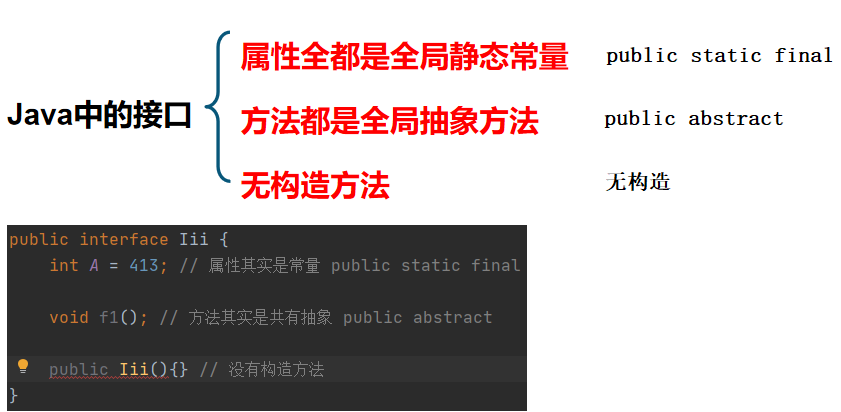 Java中的接口
属性全都是全局静态常量 public static final
方法都是全局抽象方法 public abstract
无构造方法 无构造
public interface Iii {
    int A = 413; // 属性其实是常量 public static final
    void f1(); // 方法其实是共有抽象 public abstract
    public Iii(){} // 没有构造方法
}